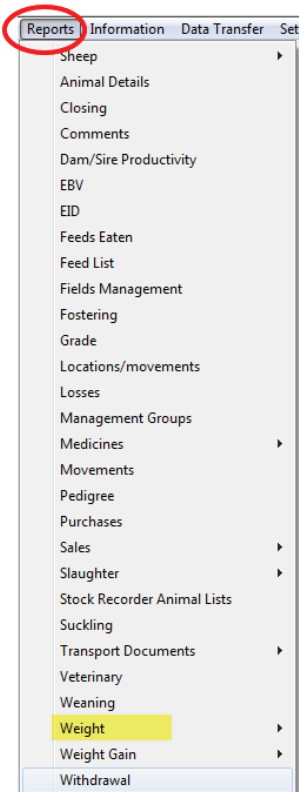 Reports Information Data Transfer Set
Sheep
Animal Details
Closing
Comments
Dam/Sire Productivity
EBV
EID
Feeds Eaten
Feed List
Fields Management
Fostering
Grade
Locations/movements
Losses
Management Groups
Medicines
Movements
Pedigree
Purchases
Sales
Slaughter
Stock Recorder Animal Lists
Suckling
Transport Documents
Veterinary
Weaning
Weight
Weight Gain
Withdrawal